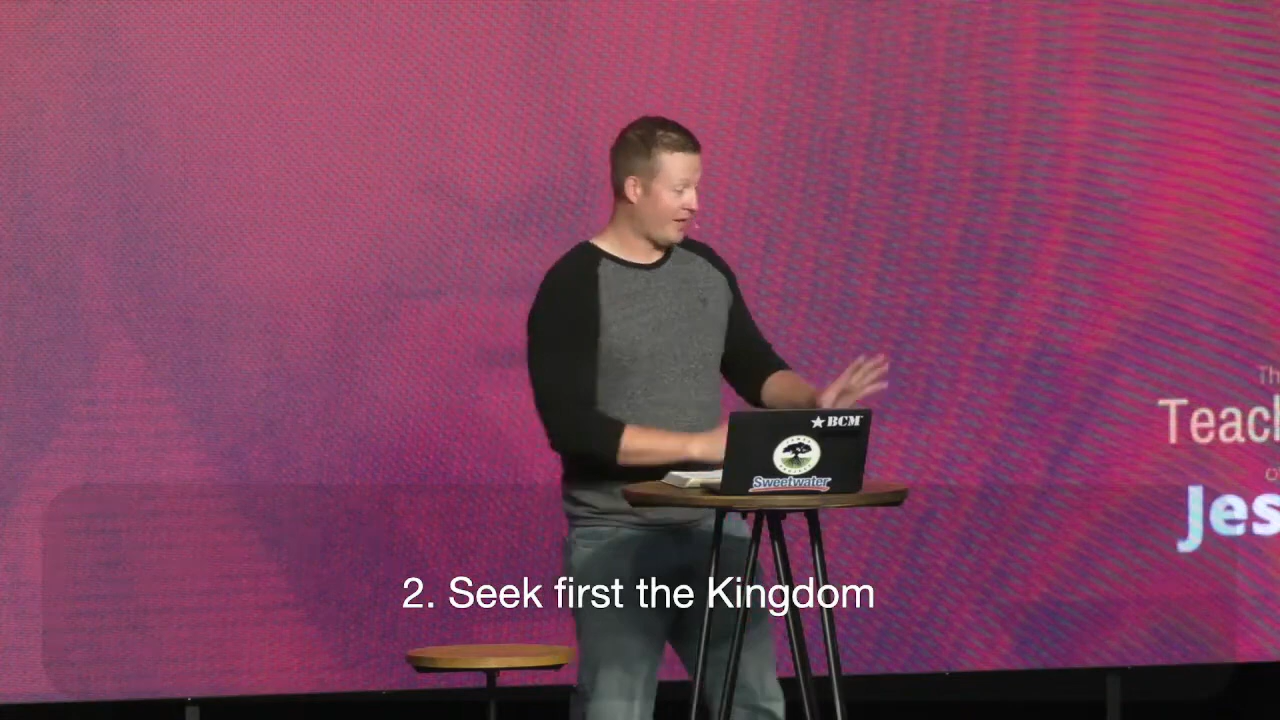 Teach
Jes
★BCM
Sweetwater
2. Seek first the Kingdom